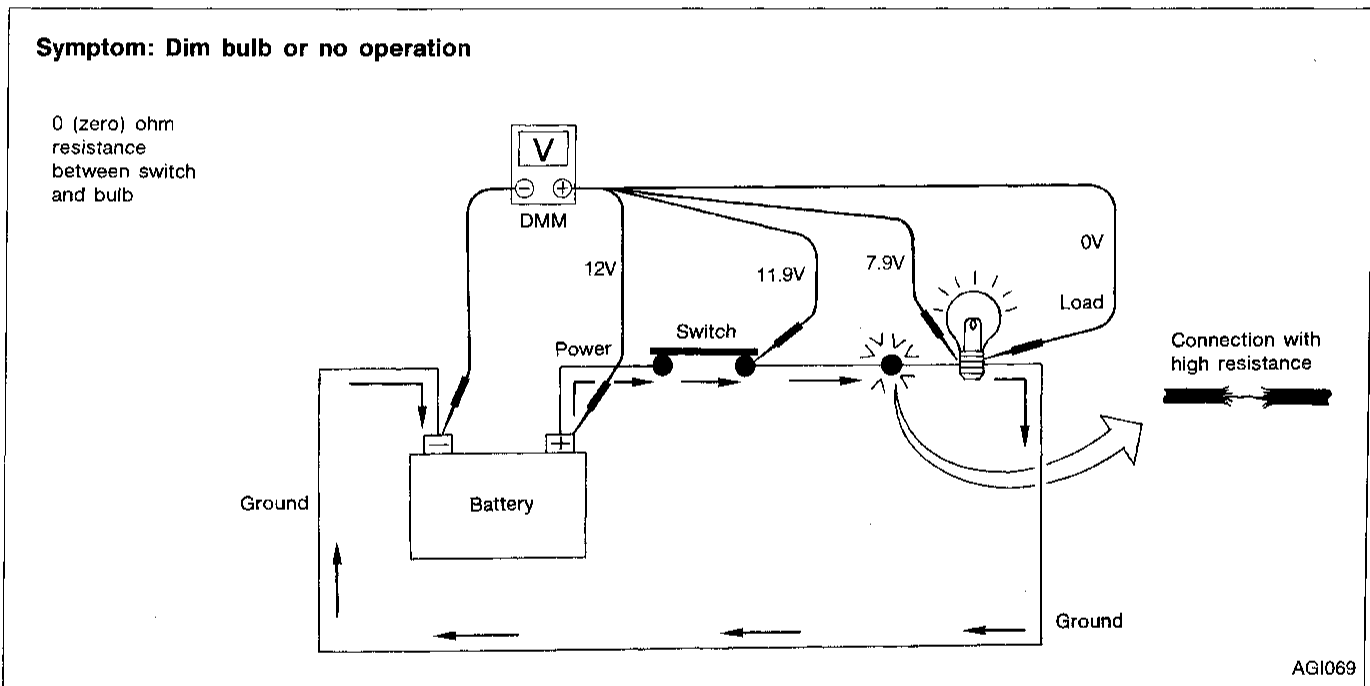 Symptom: Dim bulb or no operation
0 (zero) ohm
resistance
between switch
and bulb
V
− +
DMM
12V
11.9V
7.9V
0V
Load
Switch
Power
Connection with
high resistance
− +
Ground
Battery
Ground
AGI069